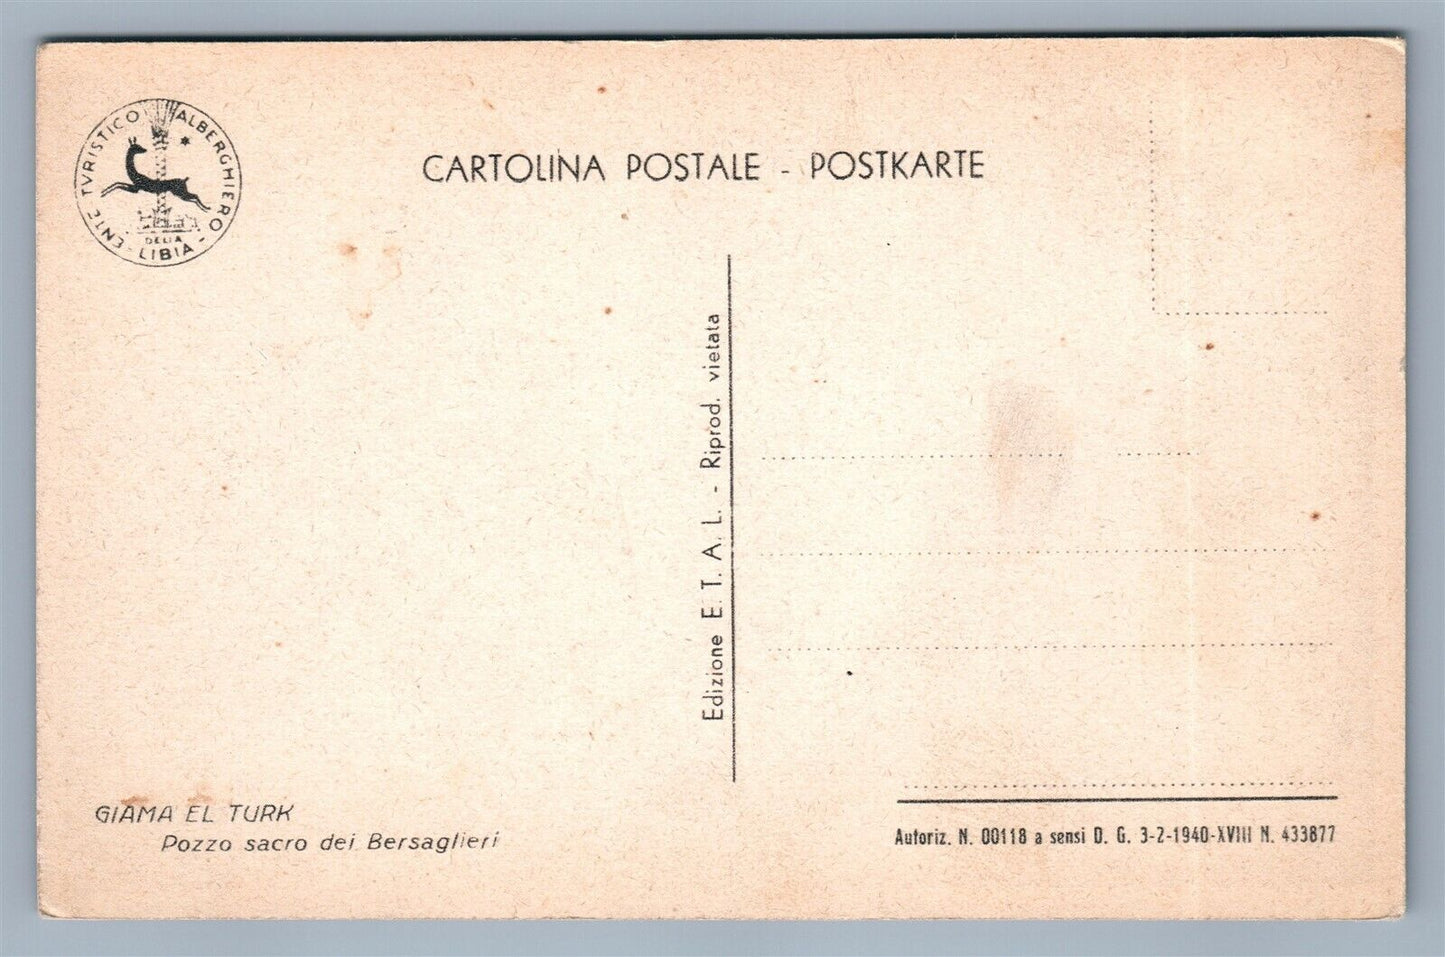 ENTE TVRISTICO ALBERGHIERO
DELLA
LIBIA
CARTOLINA POSTALE - POSTKARTE
Edizione E. T. A. L. - Riprod. vietata
GIAMA EL TURK
Pozzo sacro dei Bersaglieri
Autoriz. N. 00118 a sensi D. G. 3-2-1940-XVIII N. 433877